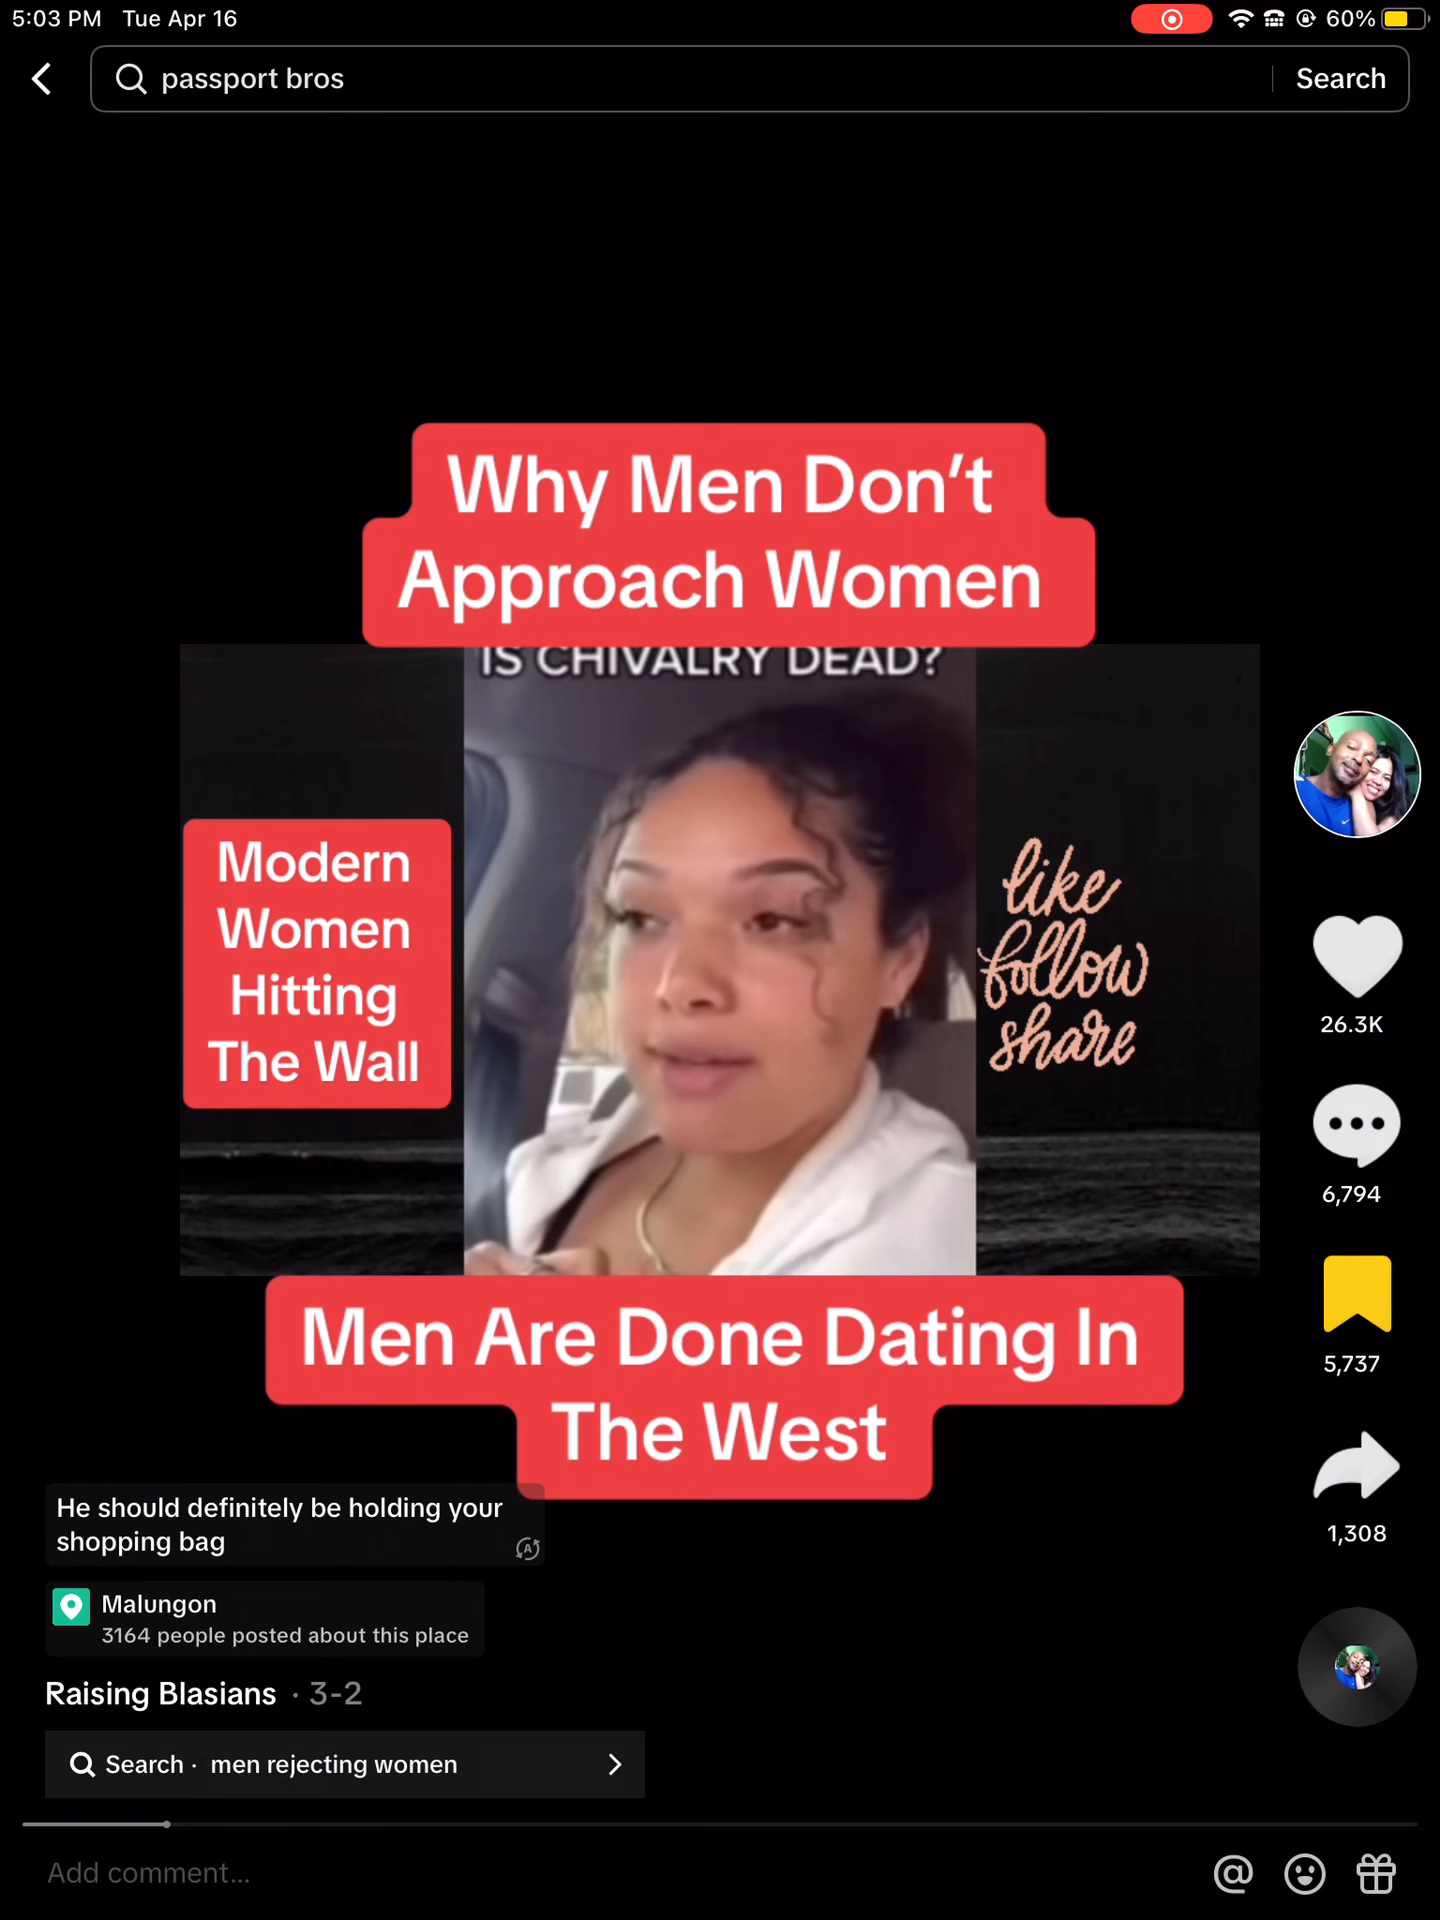 5:03 PM Tue Apr 16
60%
passport bros
Search
Why Men Don't
Approach Women
IS CHIVALRY DEAD?
Modern
Women
Hitting
The Wall
like
follow
share
26.3K
6,794
5,737
1,308
Men Are Done Dating In
The West
He should definitely be holding your
shopping bag
Malungon
3164 people posted about this place
Raising Blasians · 3-2
Search · men rejecting women
Add comment...